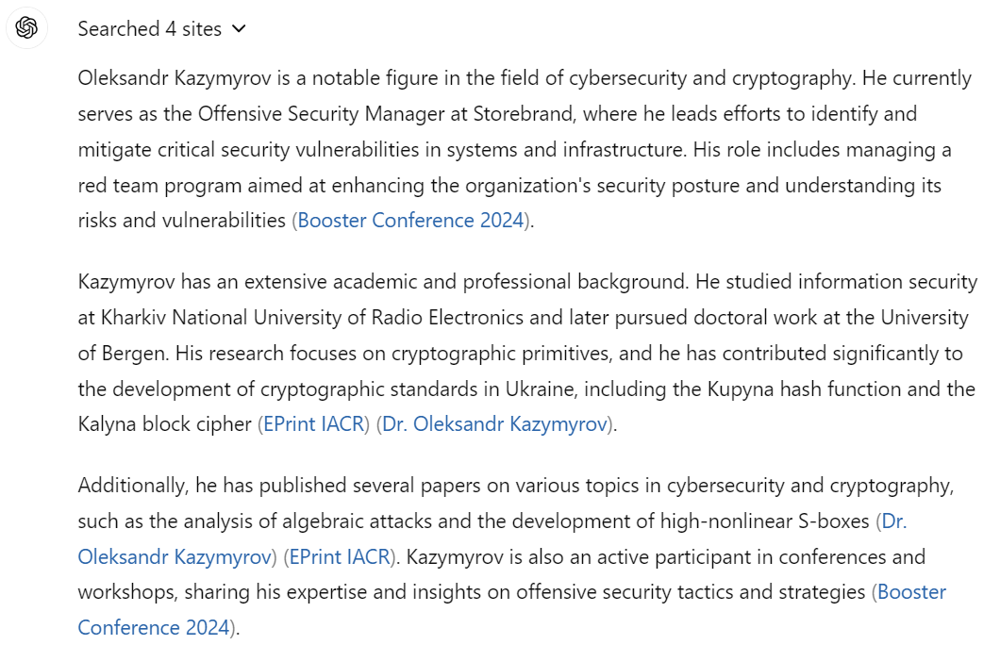 Searched 4 sites
Oleksandr Kazymyrov is a notable figure in the field of cybersecurity and cryptography. He currently
serves as the Offensive Security Manager at Storebrand, where he leads efforts to identify and
mitigate critical security vulnerabilities in systems and infrastructure. His role includes managing a
red team program aimed at enhancing the organization's security posture and understanding its
risks and vulnerabilities (Booster Conference 2024).
Kazymyrov has an extensive academic and professional background. He studied information security
at Kharkiv National University of Radio Electronics and later pursued doctoral work at the University
of Bergen. His research focuses on cryptographic primitives, and he has contributed significantly to
the development of cryptographic standards in Ukraine, including the Kupyna hash function and the
Kalyna block cipher (EPrint IACR) (Dr. Oleksandr Kazymyrov).
Additionally, he has published several papers on various topics in cybersecurity and cryptography,
such as the analysis of algebraic attacks and the development of high-nonlinear S-boxes (Dr.
Oleksandr Kazymyrov) (EPrint IACR). Kazymyrov is also an active participant in conferences and
workshops, sharing his expertise and insights on offensive security tactics and strategies (Booster
Conference 2024).